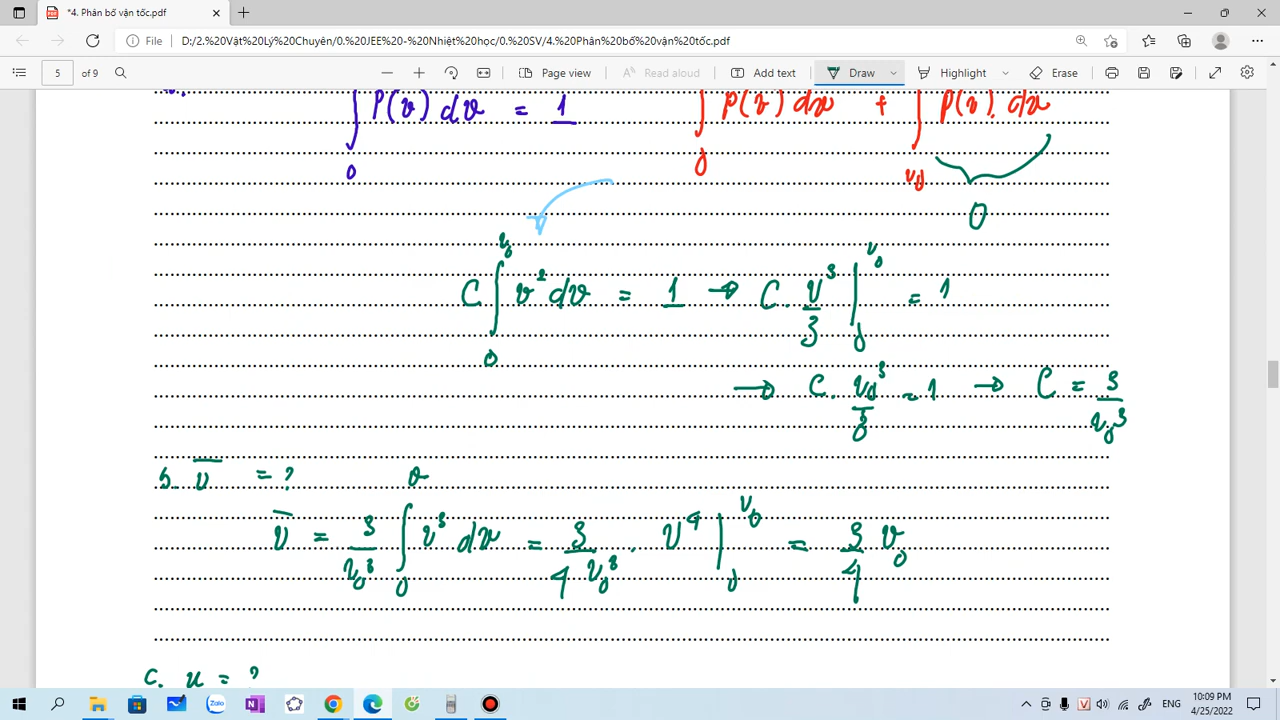 *4. Phân bố vận tốc.pdf
File D:/2.%20Vật%20Lý%20Chuyên/0.%20JEE%20-%20Nhiệt%20học/0.%20SV/4.%20Phân%20bố%20vận%20tốc.pdf
5 of 9 Page view Read aloud Add text Draw Highlight Erase
∫₀ P(v) dv = 1 ∫₀ P(v) dv + ∫_v₀ P(v). dv
0
C ∫₀^v₀ v² dv = 1 → C. v³/3 |₀^v₀ = 1
→ C. v₀³/3 = 1 → C = 3/v₀³
b. v̄ = ?
v̄ = 3/v₀³ ∫₀^v v³ dv = 3/4v₀³ . v⁴ |₀^v₀ = 3/4 v₀
c. u = ?
Zalo ENG 10:09 PM
4/25/2022